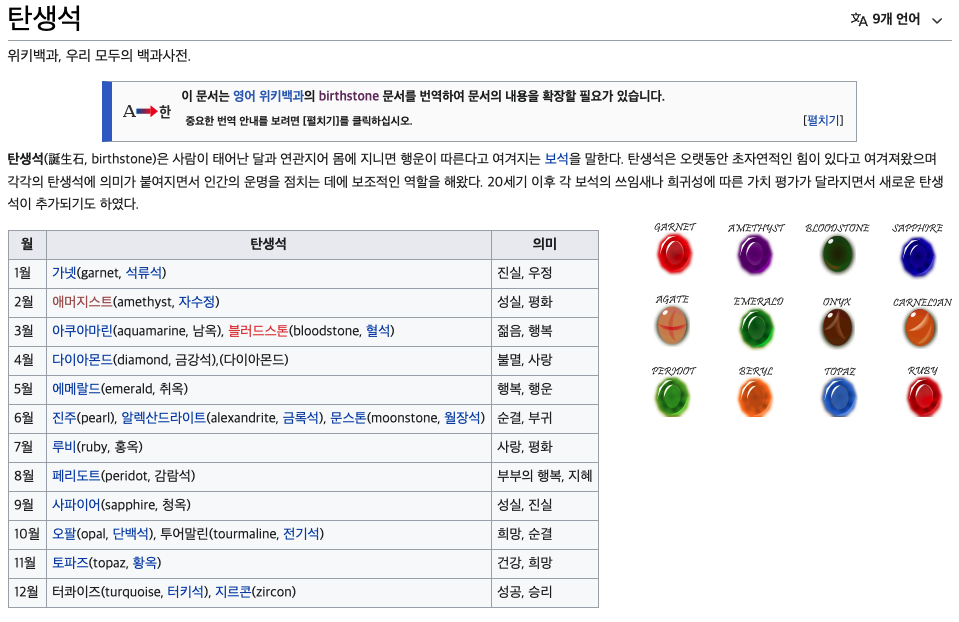 탄생석
9개 언어
위키백과, 우리 모두의 백과사전.
A 한
이 문서는 영어 위키백과의 birthstone 문서를 번역하여 문서의 내용을 확장할 필요가 있습니다.
중요한 번역 안내를 보려면 [펼치기]를 클릭하십시오.
[펼치기]
탄생석(誕生石, birthstone)은 사람이 태어난 달과 연관지어 몸에 지니면 행운이 따른다고 여겨지는 보석을 말한다. 탄생석은 오랫동안 초자연적인 힘이 있다고 여겨져왔으며
각각의 탄생석에 의미가 붙여지면서 인간의 운명을 점치는 데에 보조적인 역할을 해왔다. 20세기 이후 각 보석의 쓰임새나 희귀성에 따른 가치 평가가 달라지면서 새로운 탄생
석이 추가되기도 하였다.
월 탄생석 의미
1월 가넷(garnet, 석류석) 진실, 우정
2월 애머지스트(amethyst, 자수정) 성실, 평화
3월 아쿠아마린(aquamarine, 남옥), 블러드스톤(bloodstone, 혈석) 젊음, 행복
4월 다이아몬드(diamond, 금강석),(다이아몬드) 불멸, 사랑
5월 에메랄드(emerald, 취옥) 행복, 행운
6월 진주(pearl), 알렉산드라이트(alexandrite, 금록석), 문스톤(moonstone, 월장석) 순결, 부귀
7월 루비(ruby, 홍옥) 사랑, 평화
8월 페리도트(peridot, 감람석) 부부의 행복, 지혜
9월 사파이어(sapphire, 청옥) 성실, 진실
10월 오팔(opal, 단백석), 투어말린(tourmaline, 전기석) 희망, 순결
11월 토파즈(topaz, 황옥) 건강, 희망
12월 터콰이즈(turquoise, 터키석), 지르콘(zircon) 성공, 승리
GARNET AMETHYST BLOODSTONE SAPPHIRE
AGATE EMERALD ONYX CARNELIAN
PERIDOT BERYL TOPAZ RUBY